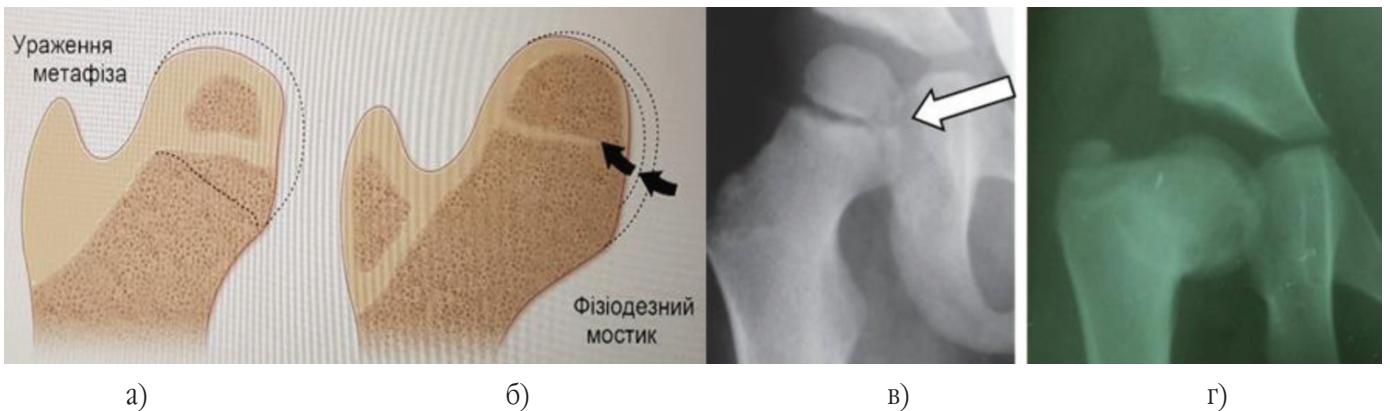 Ураження
метафіза
Фізіодезний
мостик
а)
б)
в)
г)